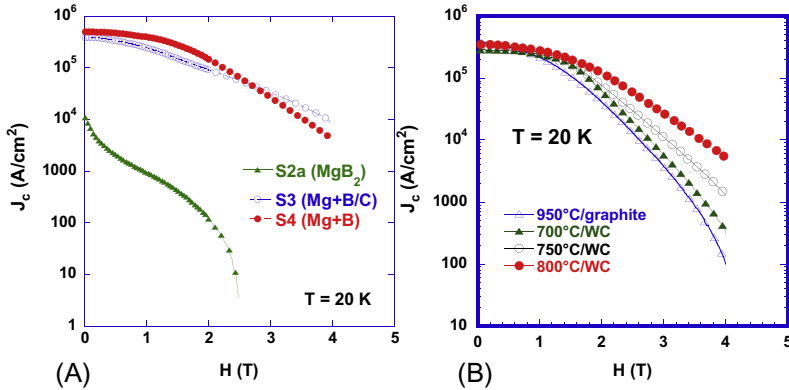 10^6
10^5
10^4
1000
100
10
1
J_c (A/cm^2)
S2a (MgB_2)
S3 (Mg+B/C)
S4 (Mg+B)
T = 20 K
0 1 2 3 4 5
(A)
H (T)
10^6
10^5
10^4
1000
100
10
J_c (A/cm^2)
T = 20 K
950°C/graphite
700°C/WC
750°C/WC
800°C/WC
0 1 2 3 4 5
(B)
H (T)